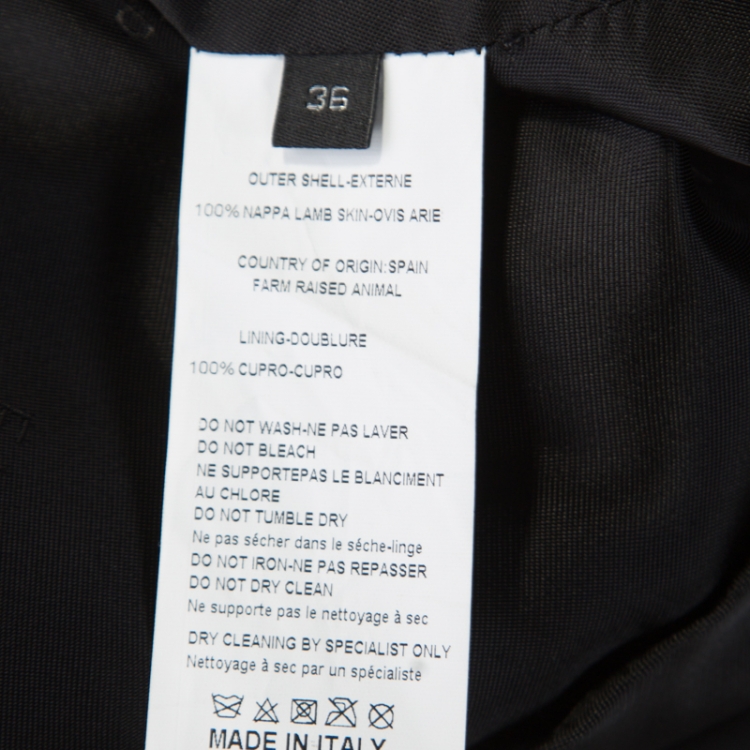 36
OUTER SHELL-EXTERNE
100% NAPPA LAMB SKIN-OVIS ARIE
COUNTRY OF ORIGIN:SPAIN
FARM RAISED ANIMAL
LINING-DOUBLURE
100% CUPRO-CUPRO
DO NOT WASH-NE PAS LAVER
DO NOT BLEACH
NE SUPPORTEPAS LE BLANCIMENT
AU CHLORE
DO NOT TUMBLE DRY
Ne pas sécher dans le séche-linge
DO NOT IRON-NE PAS REPASSER
DO NOT DRY CLEAN
Ne supporte pas le nettoyage à sec
DRY CLEANING BY SPECIALIST ONLY
Nettoyage à sec par un spécialiste
MADE IN ITALY